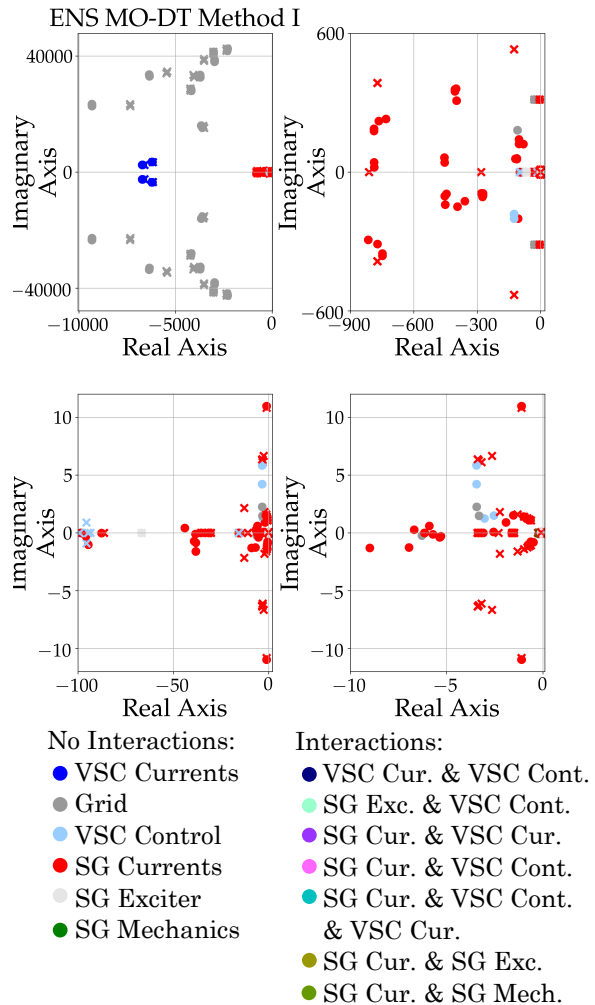 ENS MO-DT Method I
Imaginary Axis
40000
0
−40000
−10000 −5000 0
Real Axis
Imaginary Axis
600
0
−600
−900 −600 −300 0
Real Axis
Imaginary Axis
10
5
0
−5
−10
−100 −50 0
Real Axis
Imaginary Axis
10
5
0
−5
−10
−10 −5 0
Real Axis
No Interactions:
VSC Currents
Grid
VSC Control
SG Currents
SG Exciter
SG Mechanics
Interactions:
VSC Cur. & VSC Cont.
SG Exc. & VSC Cont.
SG Cur. & VSC Cur.
SG Cur. & VSC Cont.
SG Cur. & VSC Cont.
& VSC Cur.
SG Cur. & SG Exc.
SG Cur. & SG Mech.